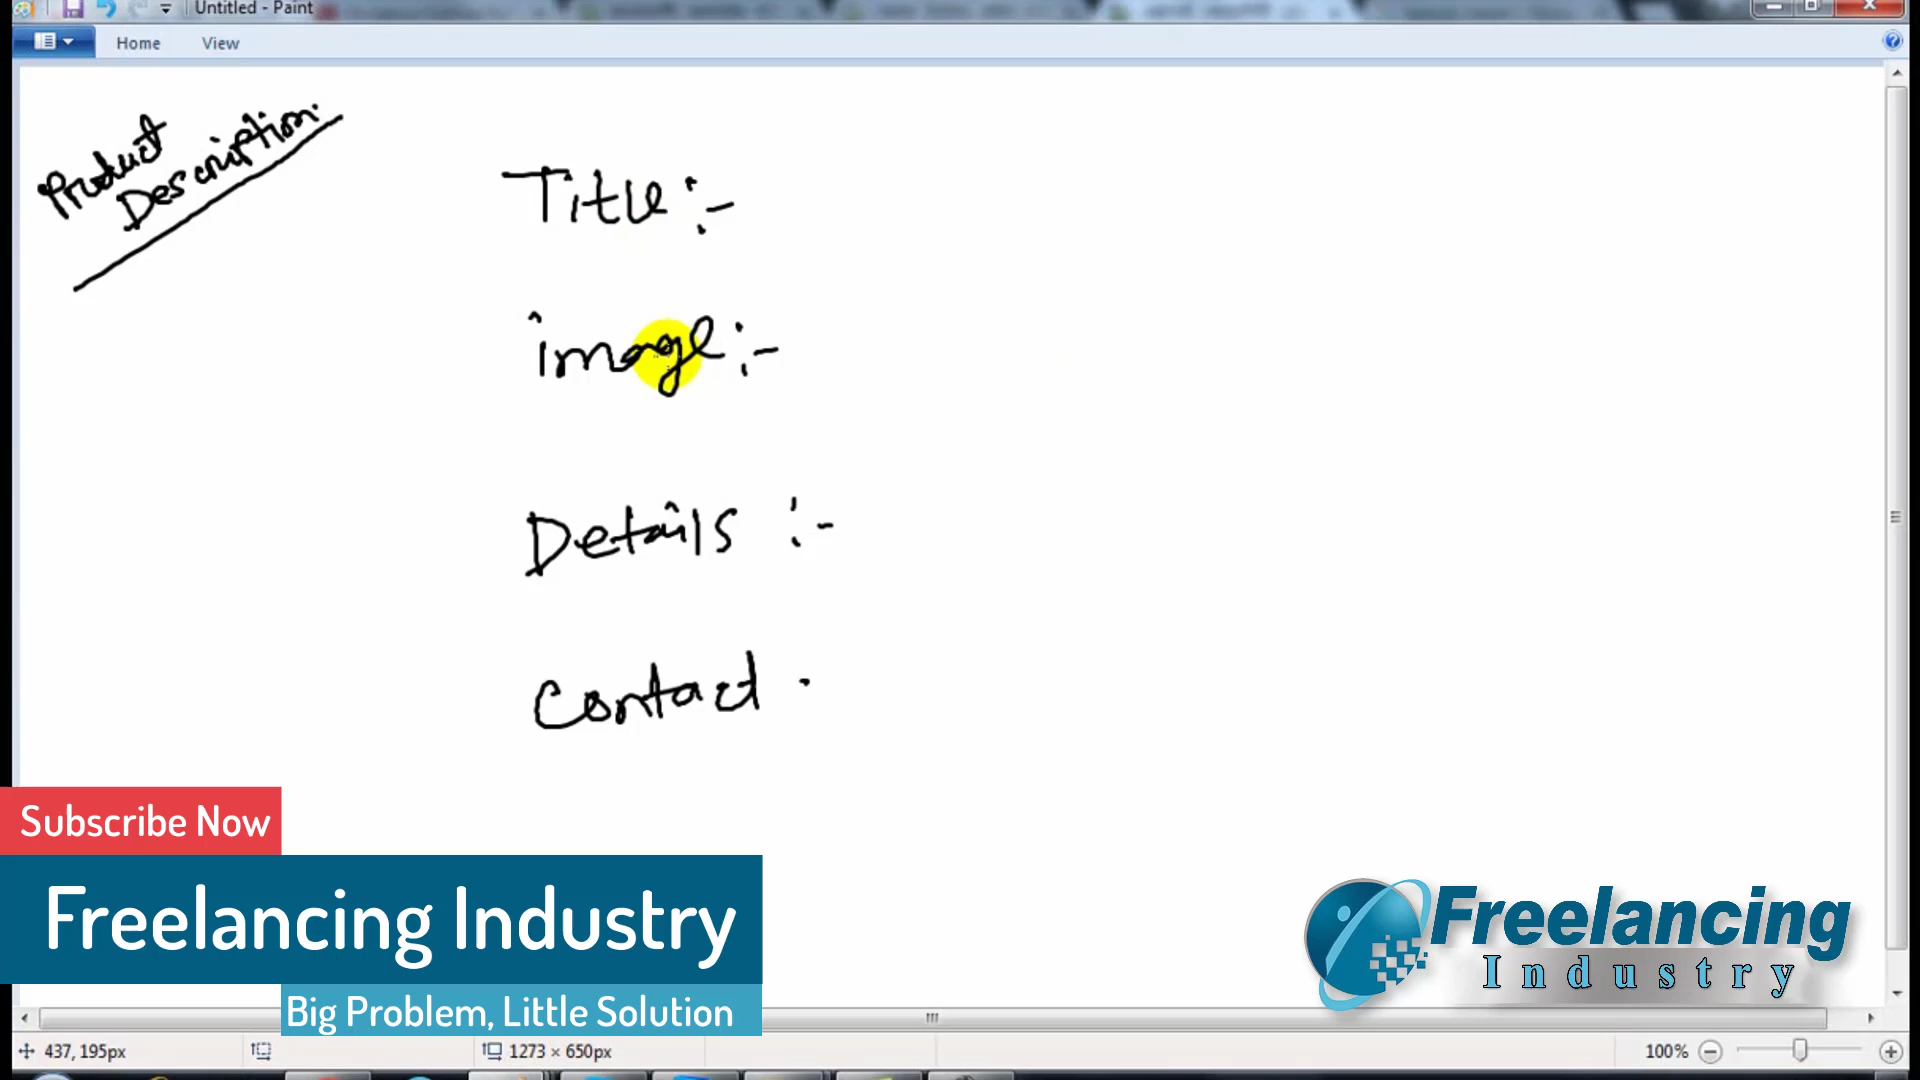 Untitled - Paint
Home View
Product
Description.
Title:-
image:-
Details :-
Contact .
Subscribe Now
Freelancing Industry
Big Problem, Little Solution
Freelancing
Industry
437, 195px
1273 × 650px
100%